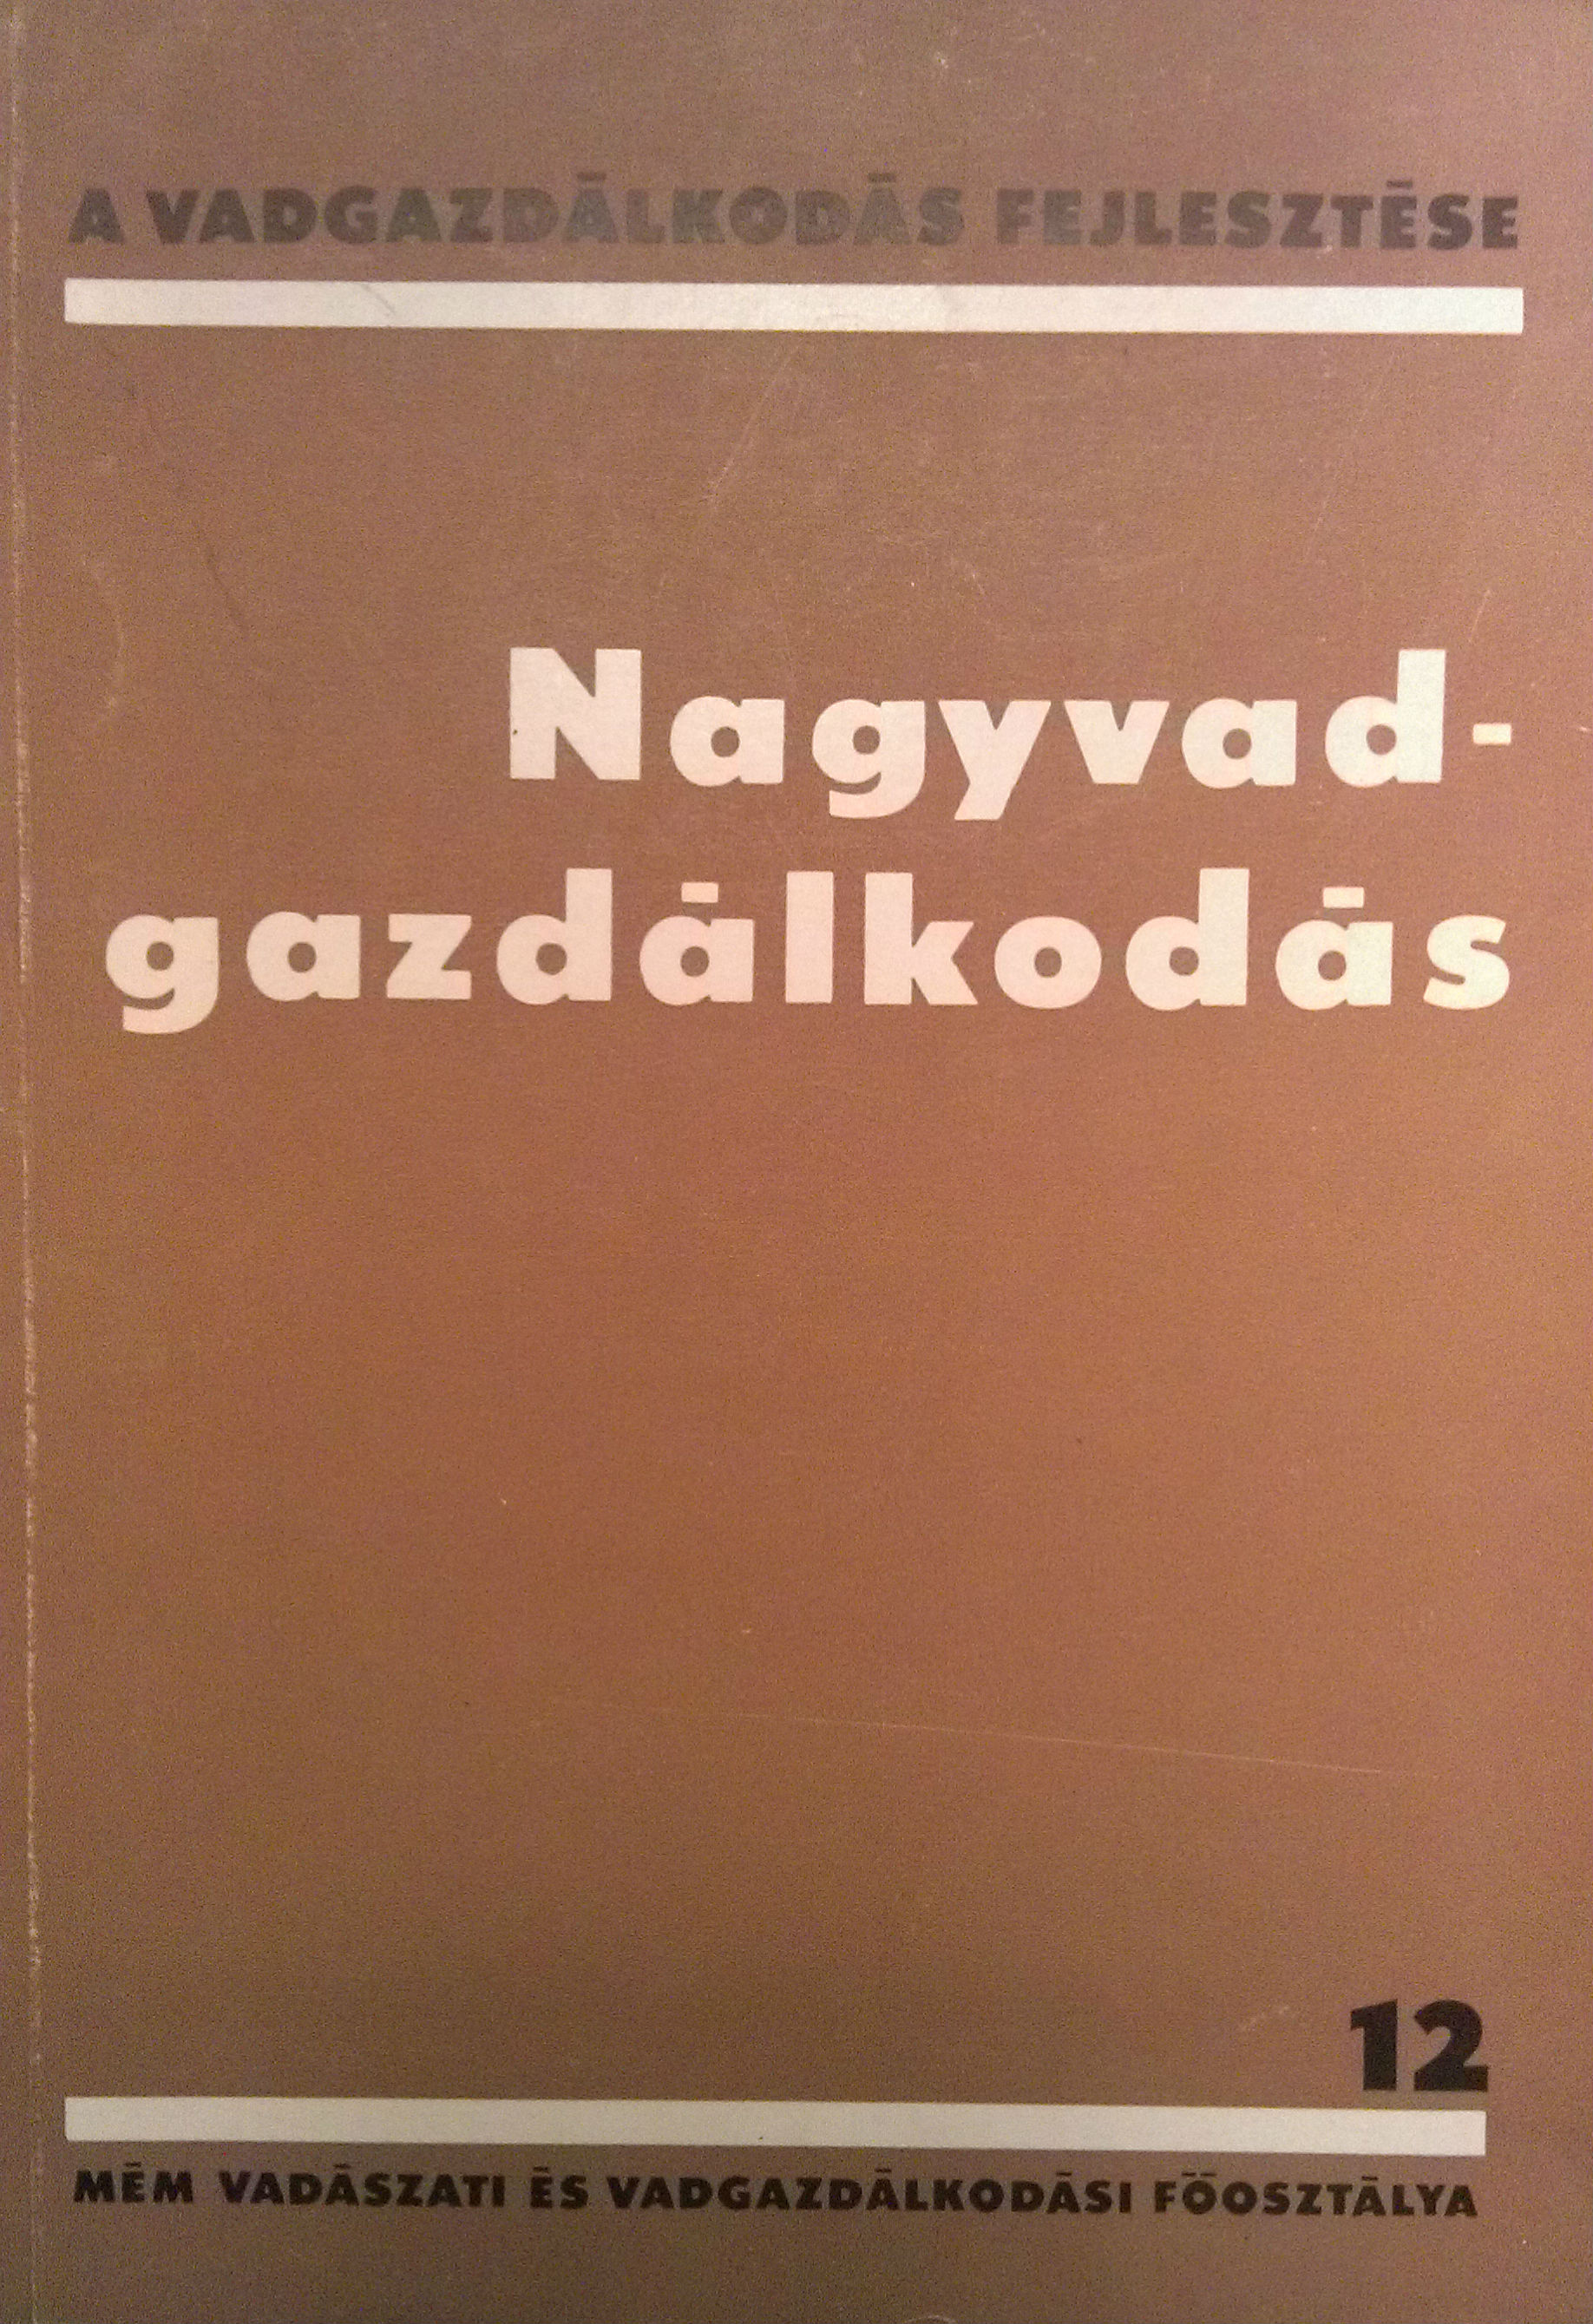 A VADGAZDÁLKODÁS FEJLESZTÉSE
Nagyvad-
gazdálkodás
12
MÉM VADÁSZATI ÉS VADGAZDÁLKODÁSI FŐOSZTÁLYA